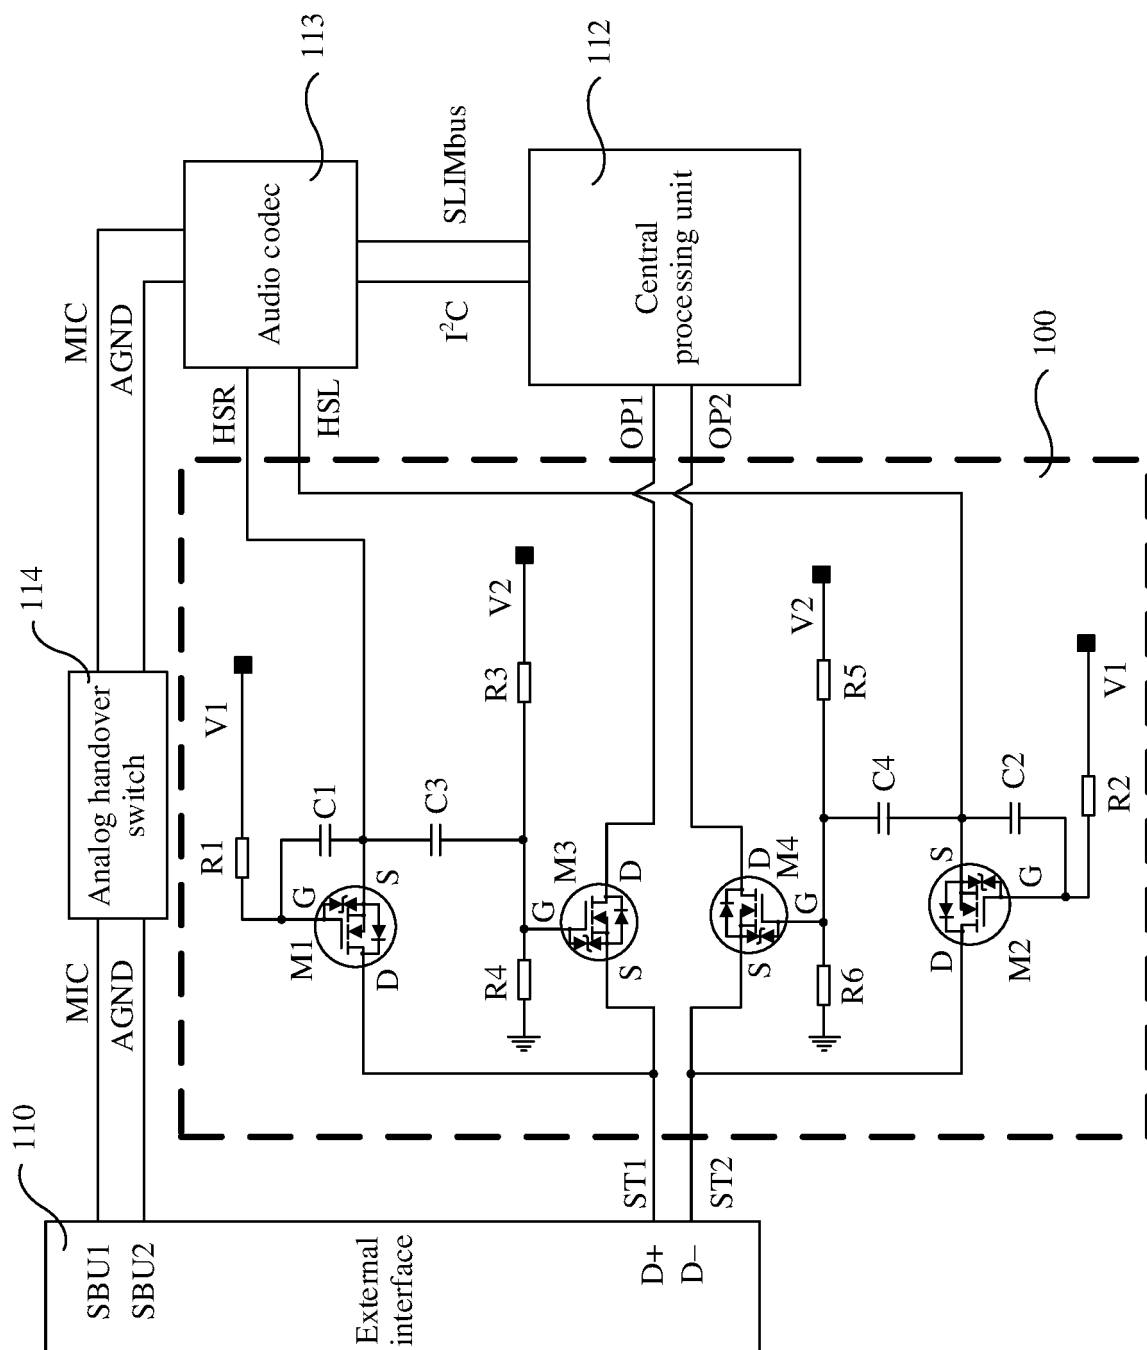 110
SBU1
SBU2
External
interface
D+
D−
MIC
AGND
ST1
ST2
114
Analog handover
switch
MIC
AGND
R1
V1
M1
G
S
D
C1
C3
R4
R3
V2
M3
G
S
D
HSR
HSL
113
Audio codec
I²C
SLIMbus
112
Central
processing unit
OP1
OP2
R6
R5
V2
M4
G
S
D
C4
C2
M2
G
S
D
R2
V1
100